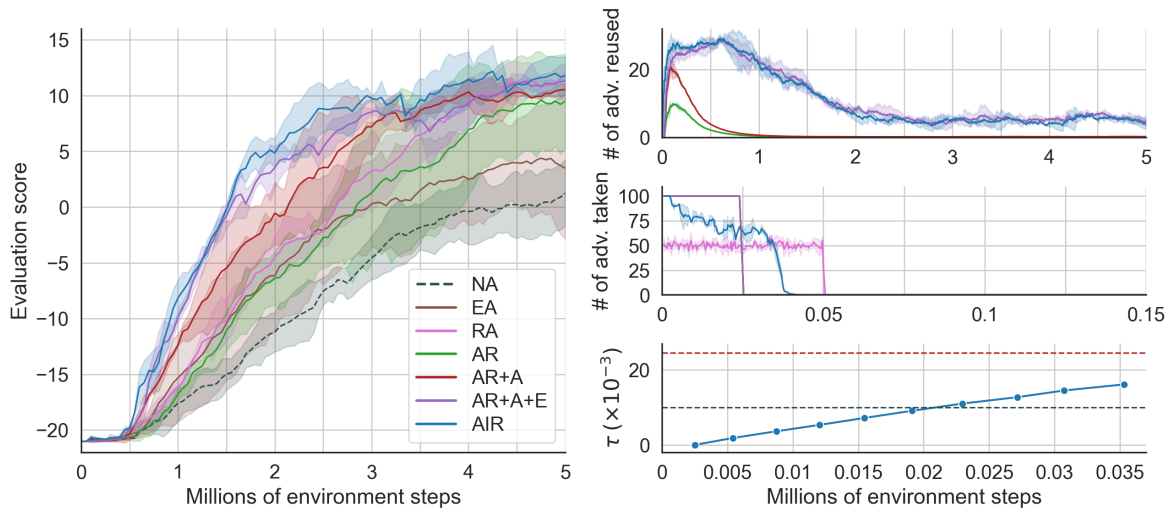 Evaluation score
15
10
5
0
−5
−10
−15
−20
0 1 2 3 4 5
Millions of environment steps
NA
EA
RA
AR
AR+A
AR+A+E
AIR
# of adv. reused
20
0
0 1 2 3 4 5
# of adv. taken
100
75
50
25
0
0 0.05 0.1 0.15
τ (×10⁻³)
20
0
0 0.005 0.01 0.015 0.02 0.025 0.03 0.035
Millions of environment steps